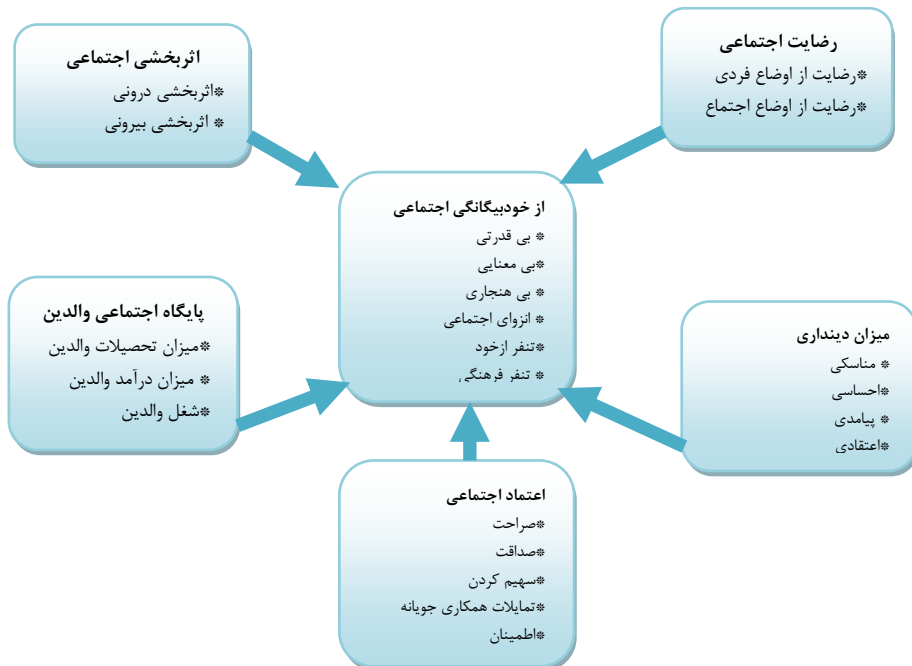 رضایت اجتماعی
*رضایت از اوضاع فردی
*رضایت از اوضاع اجتماع
اثربخشی اجتماعی
*اثربخشی درونی
* اثربخشی بیرونی
از خودبیگانگی اجتماعی
* بی قدرتی
*بی معنایی
* بی هنجاری
* انزوای اجتماعی
*تنفر ازخود
* تنفر فرهنگی
میزان دینداری
* مناسکی
*احساسی
* پیامدی
*اعتقادی
پایگاه اجتماعی والدین
*میزان تحصیلات والدین
* میزان درآمد والدین
*شغل والدین
اعتماد اجتماعی
*صراحت
*صداقت
*سهیم کردن
*تمایلات همکاری جویانه
*اطمینان